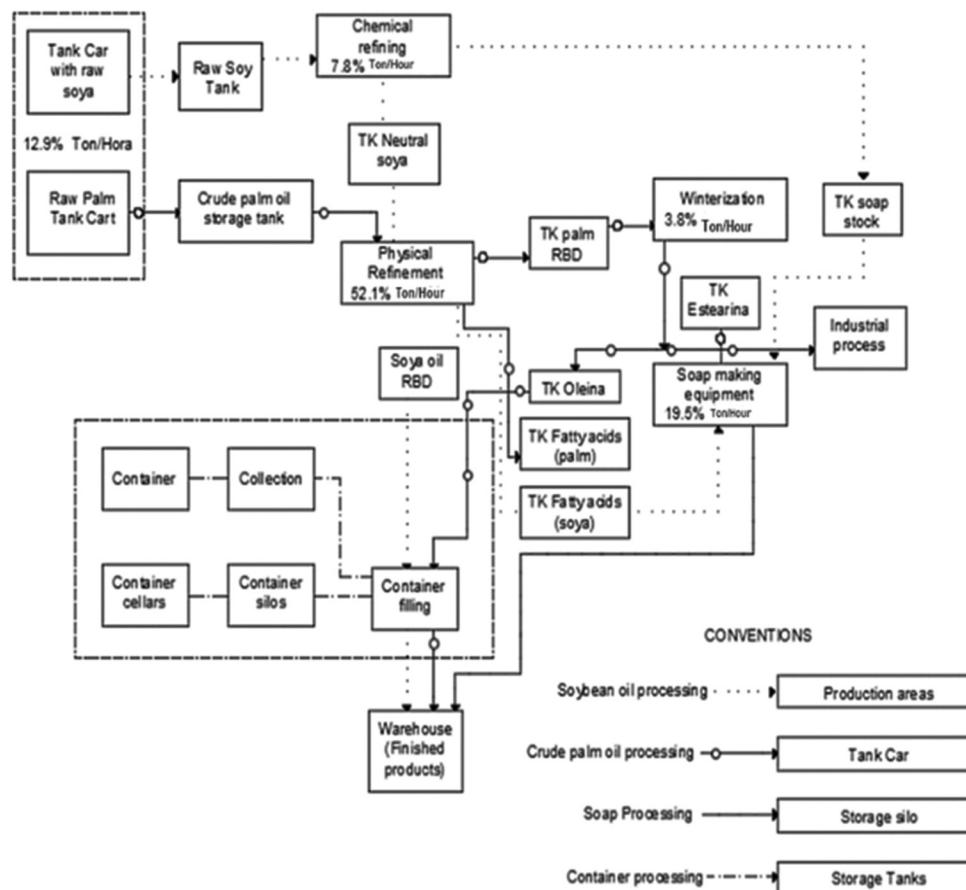 Tank Car
with raw
soya
Raw Soy
Tank
Chemical
refining
7.8% Ton/Hour
12.9% Ton/Hora
TK Neutral
soya
Raw Palm
Tank Cart
Crude palm oil
storage tank
Physical
Refinement
52.1% Ton/Hour
TK palm
RBD
Winterization
3.8% Ton/Hour
TK soap
stock
TK
Estearina
Industrial
process
Soya oil
RBD
TK Oleina
Soap making
equipment
19.5% Ton/Hour
TK Fatty acids
(palm)
Container
Collection
TK Fatty acids
(soya)
Container
cellars
Container
silos
Container
filling
Warehouse
(Finished
products)
CONVENTIONS
Soybean oil processing
Production areas
Crude palm oil processing
Tank Car
Soap Processing
Storage silo
Container processing
Storage Tanks